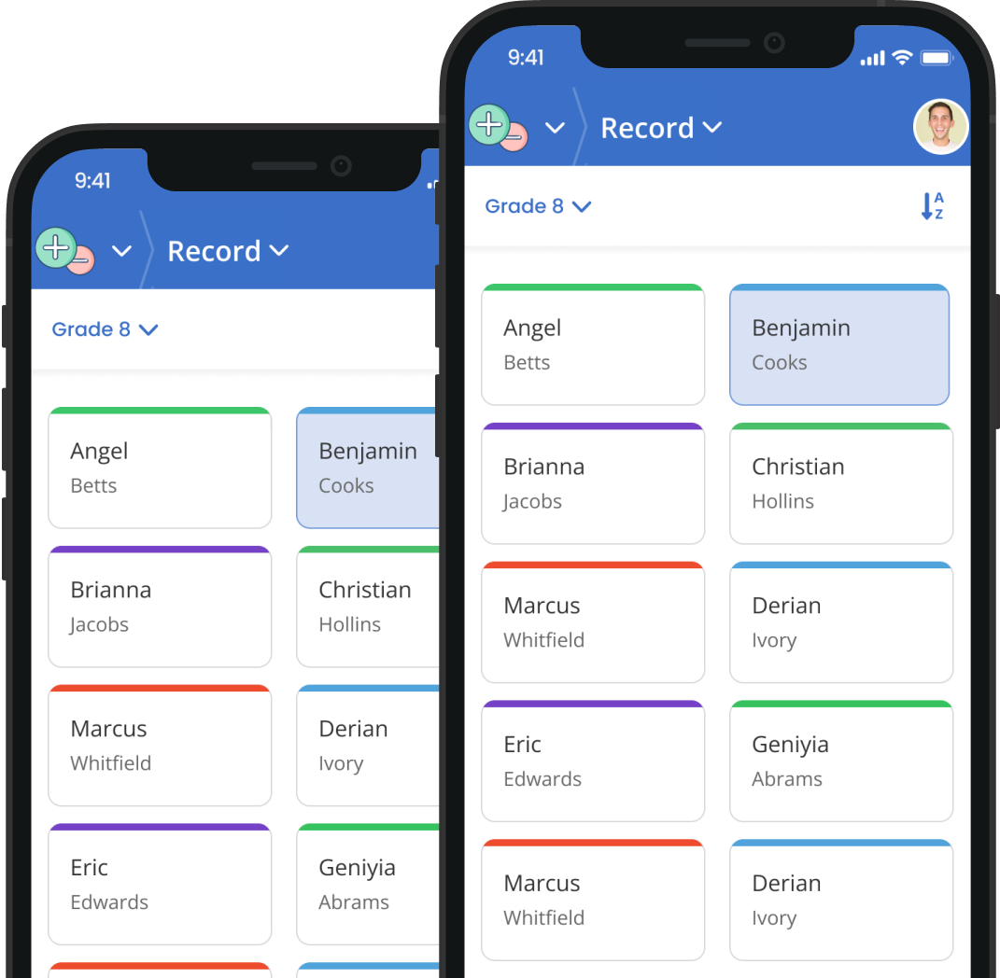 9:41
Record
Grade 8
Angel
Betts
Benjamin
Cooks
Brianna
Jacobs
Christian
Hollins
Marcus
Whitfield
Derian
Ivory
Eric
Edwards
Geniyia
Abrams
9:41
Record
Grade 8
A
Z
Angel
Betts
Benjamin
Cooks
Brianna
Jacobs
Christian
Hollins
Marcus
Whitfield
Derian
Ivory
Eric
Edwards
Geniyia
Abrams
Marcus
Whitfield
Derian
Ivory